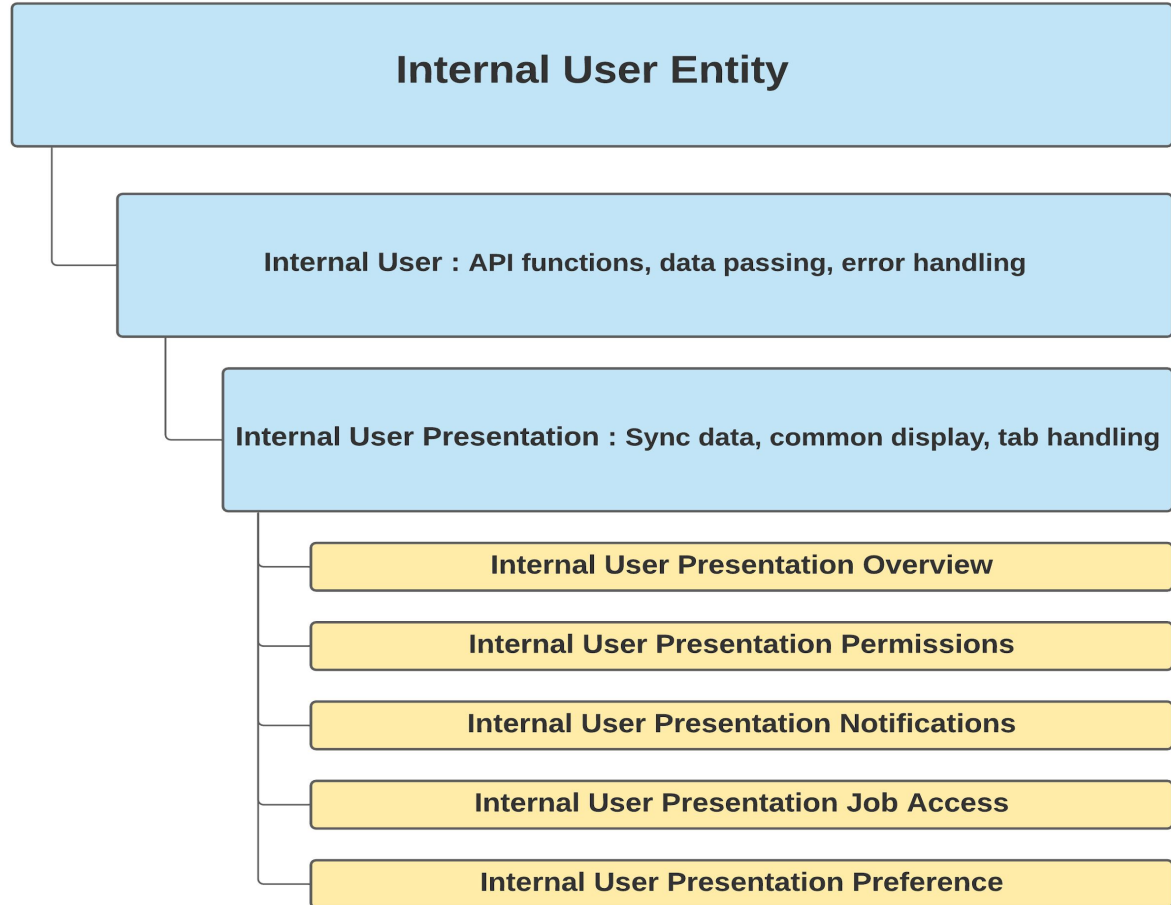 Internal User Entity
Internal User : API functions, data passing, error handling
Internal User Presentation : Sync data, common display, tab handling
Internal User Presentation Overview
Internal User Presentation Permissions
Internal User Presentation Notifications
Internal User Presentation Job Access
Internal User Presentation Preference